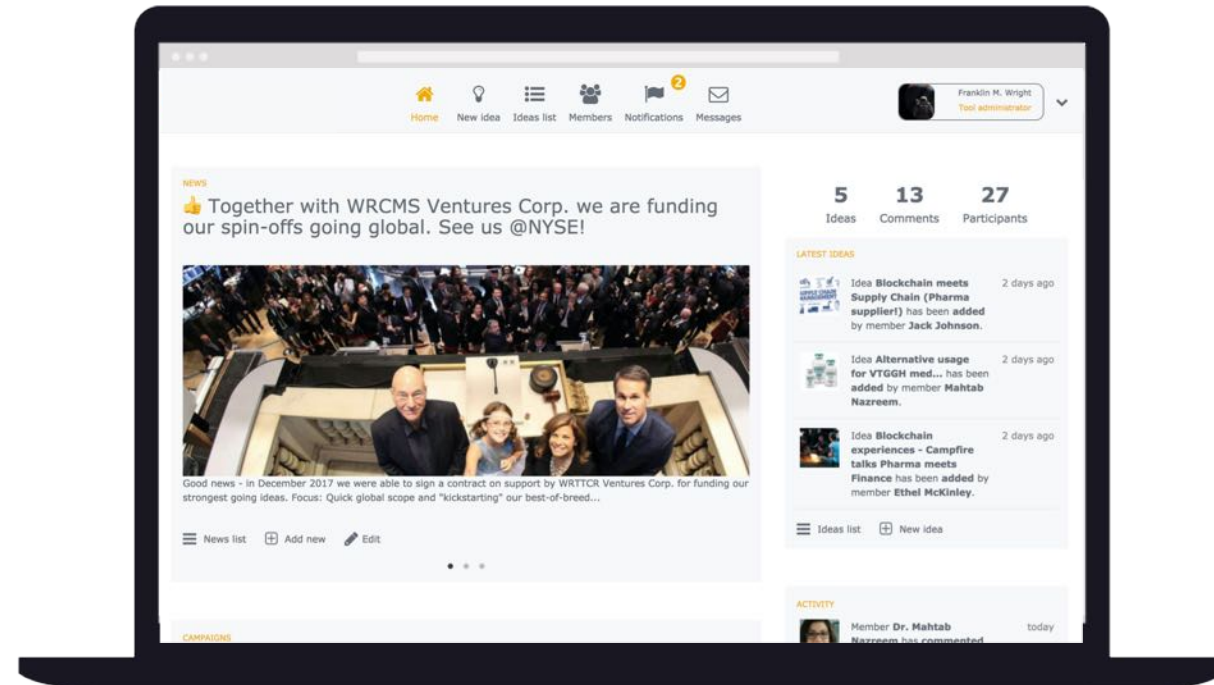 2
Home New idea Ideas list Members Notifications Messages
Franklin M. Wright
Tool administrator
NEWS
👍 Together with WRCMS Ventures Corp. we are funding
our spin-offs going global. See us @NYSE!
Good news - in December 2017 we were able to sign a contract on support by WRTTCR Ventures Corp. for funding our
strongest going ideas. Focus: Quick global scope and "kickstarting" our best-of-breed...
News list Add new Edit
CAMPAIGNS
5 13 27
Ideas Comments Participants
LATEST IDEAS
SUPPLY CHAIN
MANAGEMENT
Idea Blockchain meets 2 days ago
Supply Chain (Pharma
supplier!) has been added
by member Jack Johnson.
Idea Alternative usage 2 days ago
for VTGGH med... has been
added by member Mahtab
Nazreem.
Idea Blockchain 2 days ago
experiences - Campfire
talks Pharma meets
Finance has been added by
member Ethel McKinley.
Ideas list New idea
ACTIVITY
Member Dr. Mahtab today
Nazreem has commented